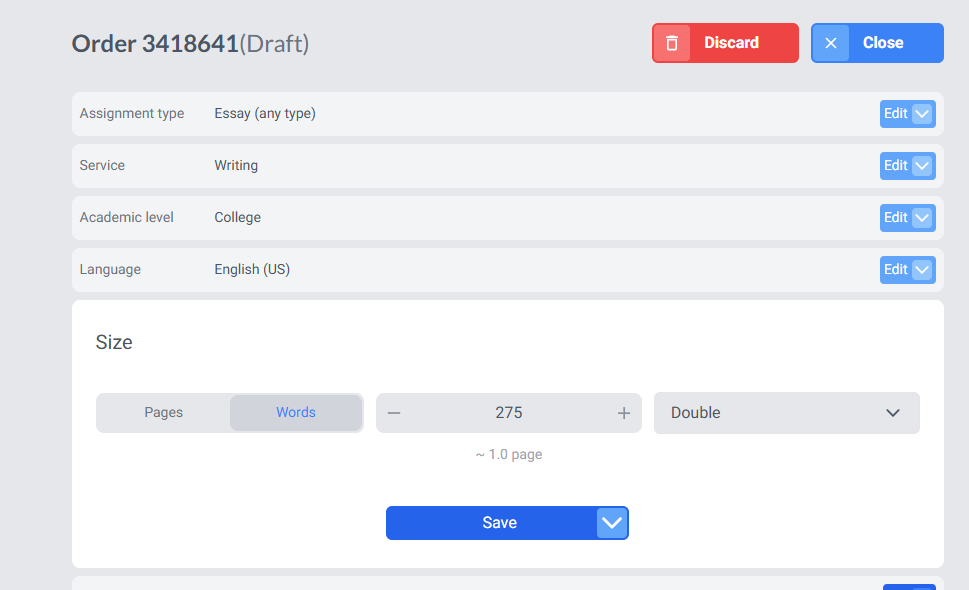 Order 3418641(Draft)
Discard
Close
Assignment type Essay (any type) Edit
Service Writing Edit
Academic level College Edit
Language English (US) Edit
Size
Pages Words − 275 + Double
~ 1.0 page
Save